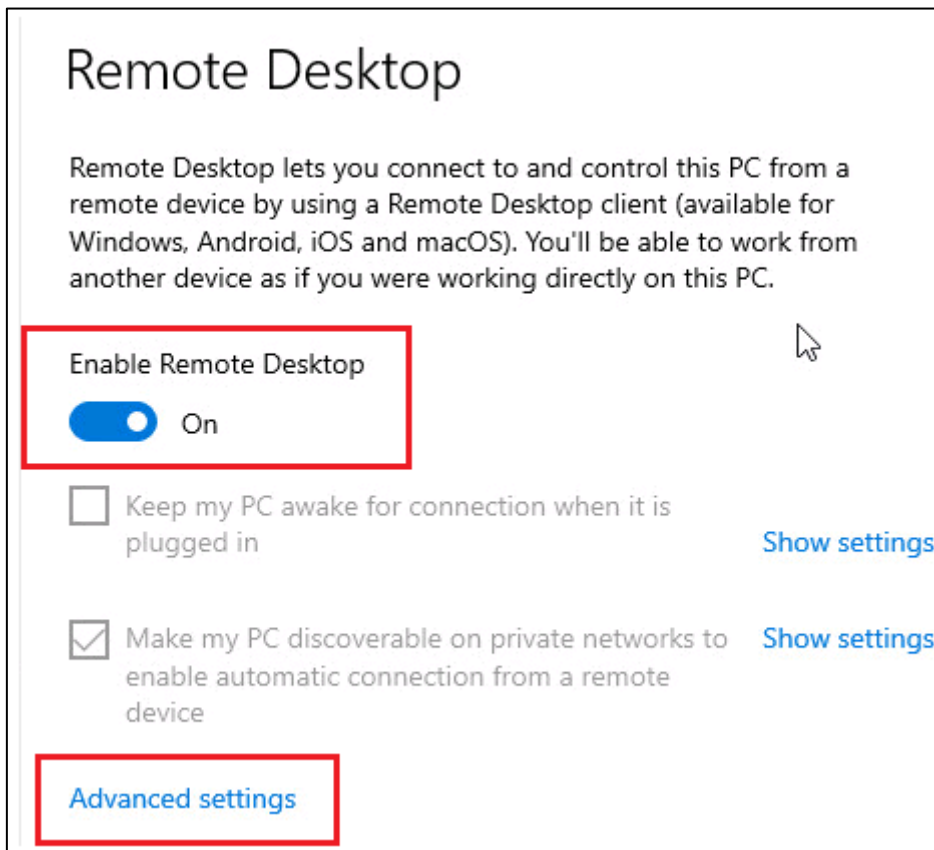 Remote Desktop
Remote Desktop lets you connect to and control this PC from a
remote device by using a Remote Desktop client (available for
Windows, Android, iOS and macOS). You'll be able to work from
another device as if you were working directly on this PC.
Enable Remote Desktop
On
Keep my PC awake for connection when it is
plugged in
Show settings
Make my PC discoverable on private networks to
enable automatic connection from a remote
device
Show settings
Advanced settings